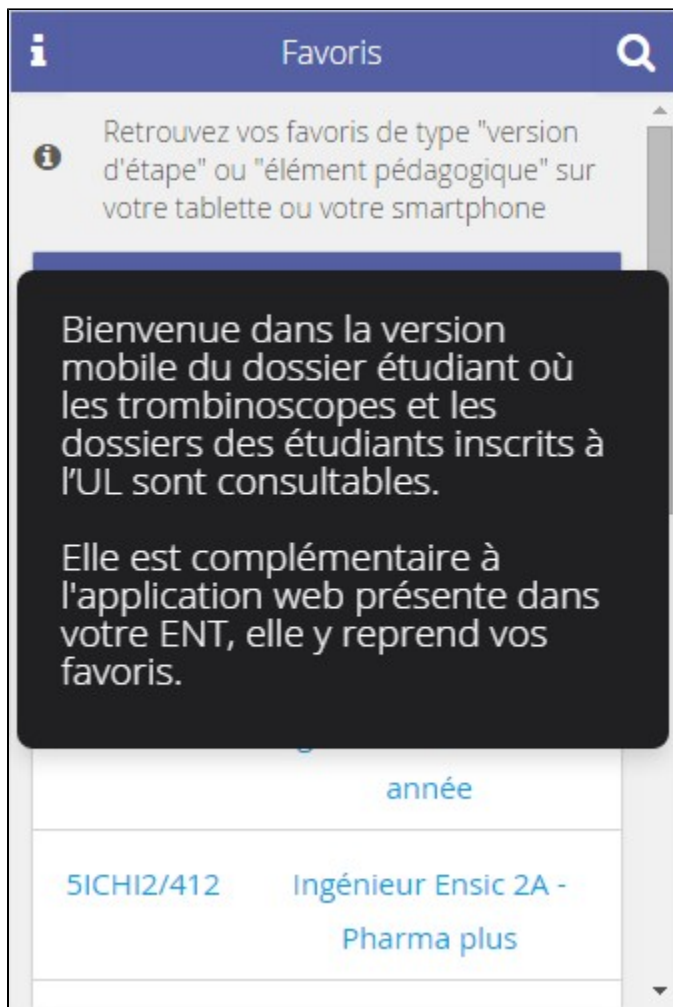 Favoris
Retrouvez vos favoris de type "version
d'étape" ou "élément pédagogique" sur
votre tablette ou votre smartphone
Bienvenue dans la version
mobile du dossier étudiant où
les trombinoscopes et les
dossiers des étudiants inscrits à
l'UL sont consultables.
Elle est complémentaire à
l'application web présente dans
votre ENT, elle y reprend vos
favoris.
année
5ICHI2/412 Ingénieur Ensic 2A -
Pharma plus